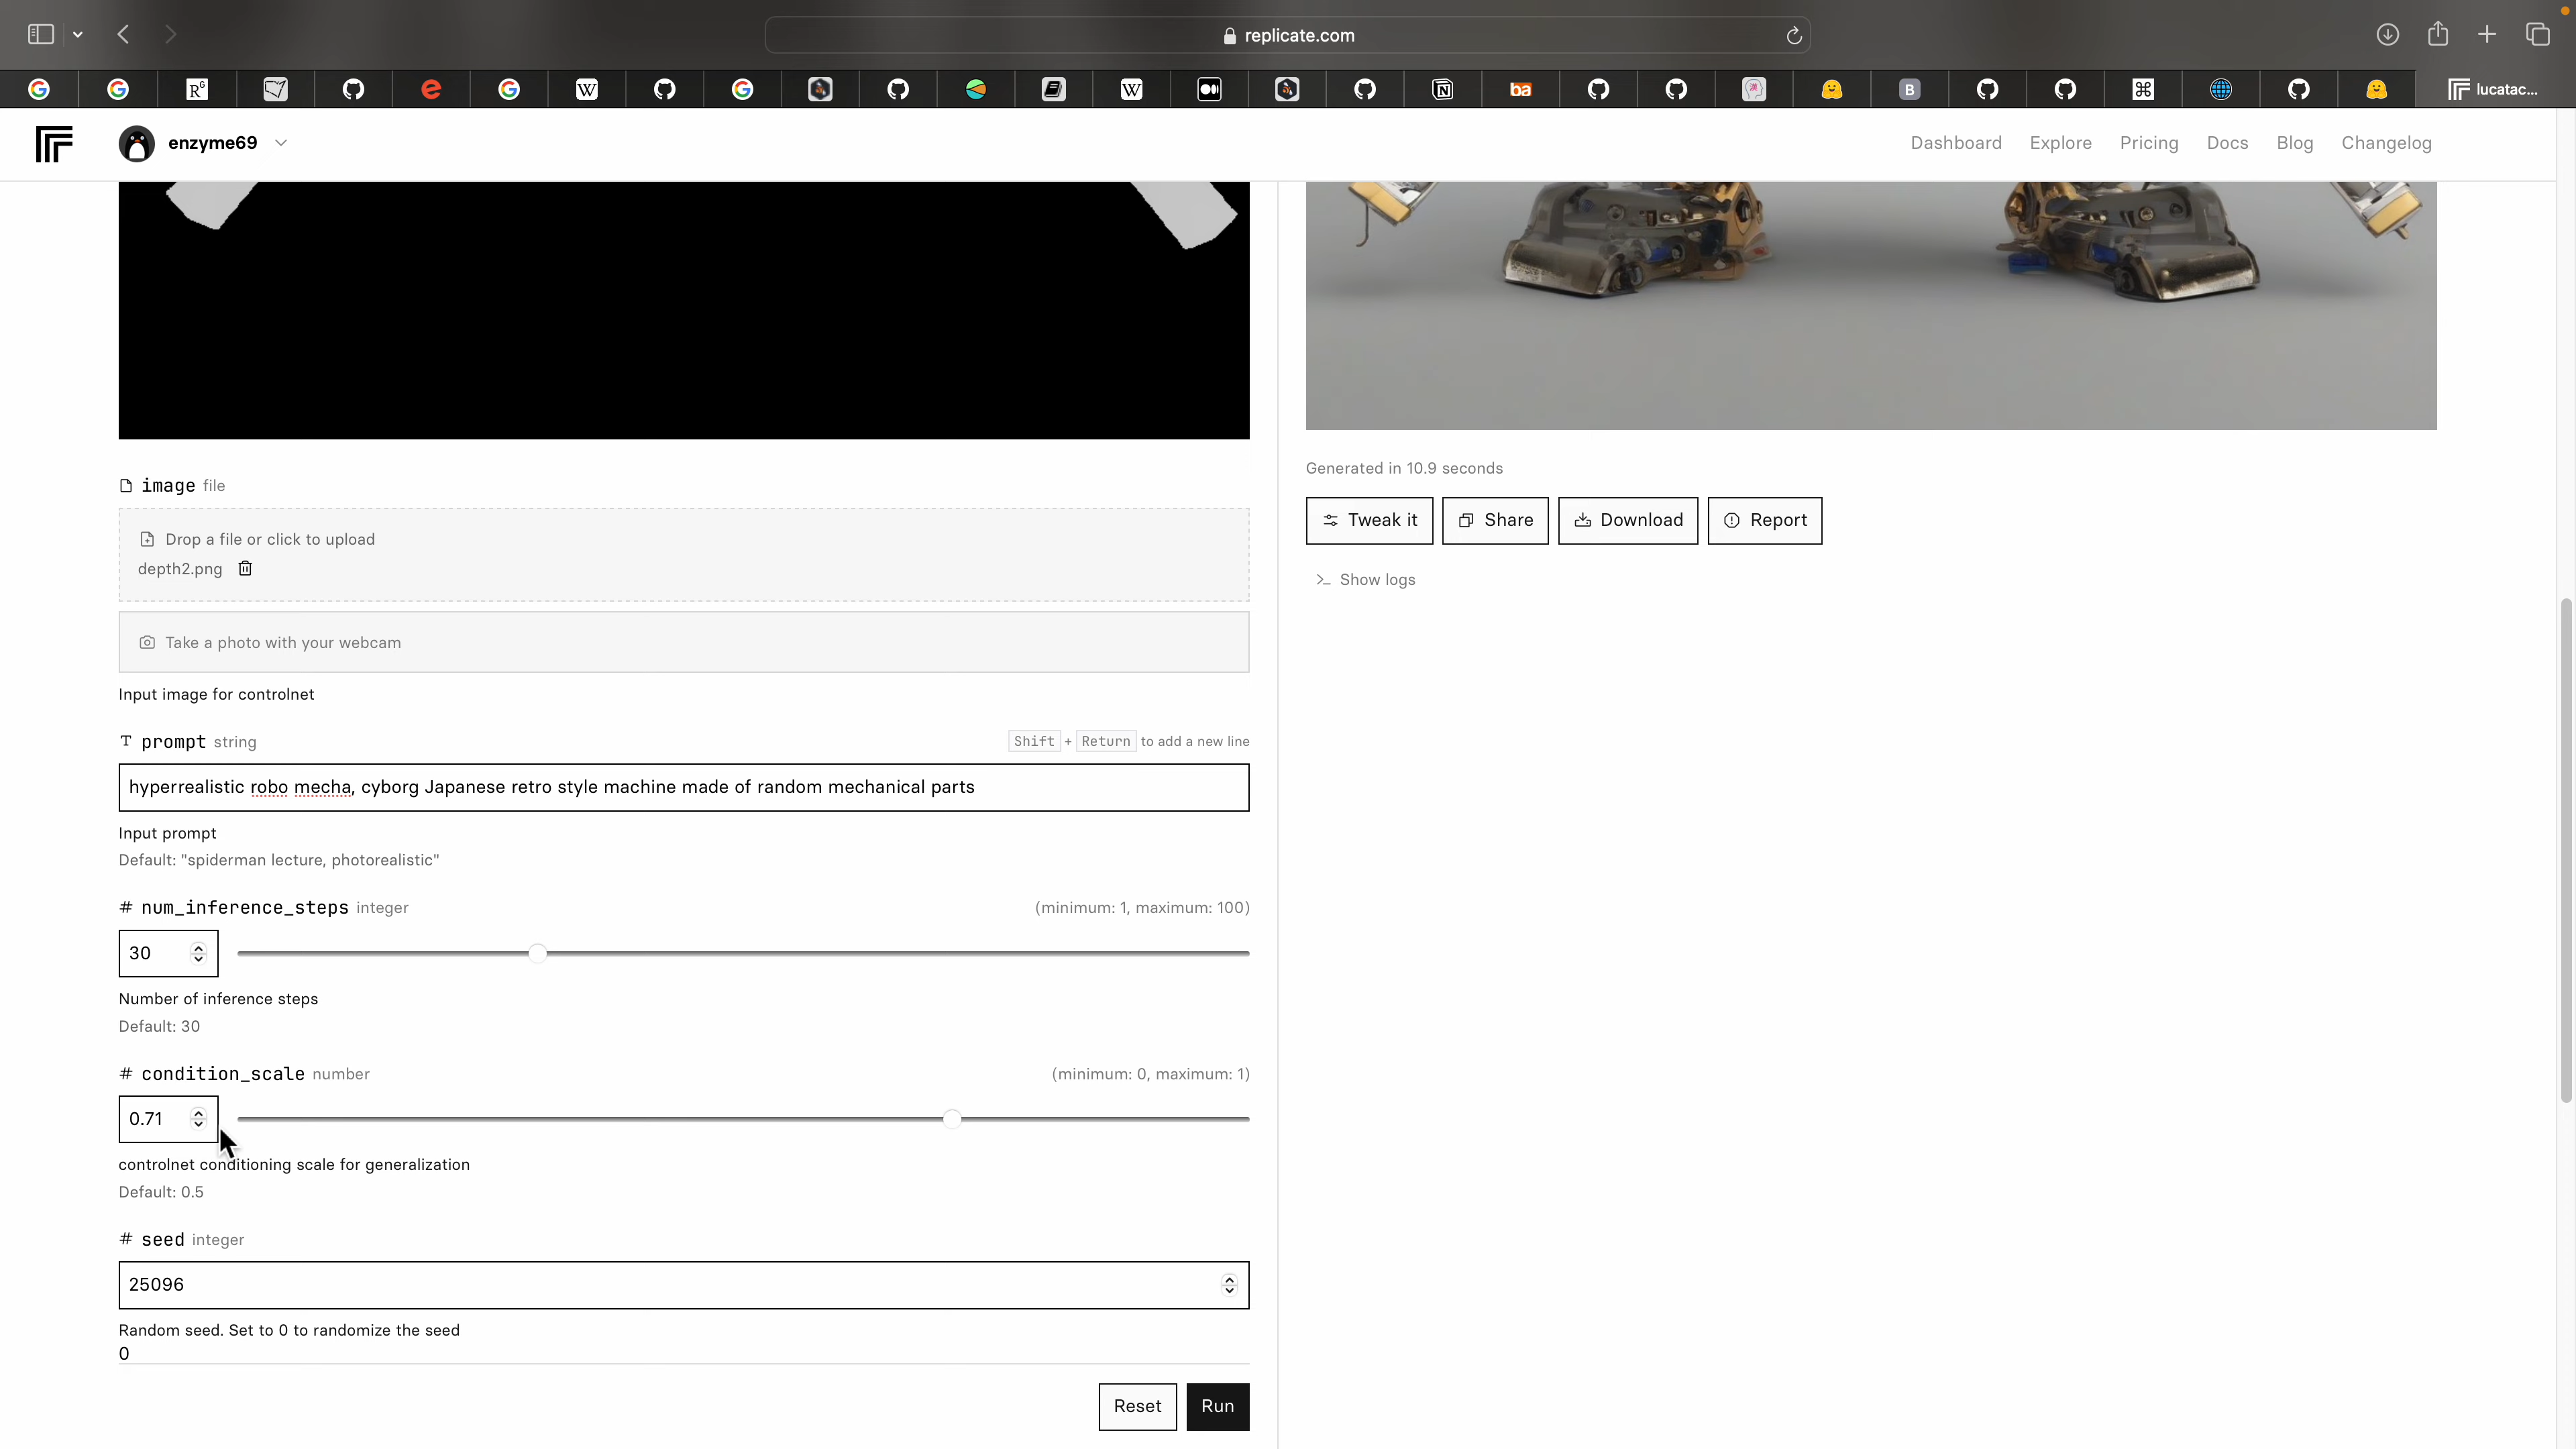 replicate.com
lucatac...
enzyme69
Dashboard Explore Pricing Docs Blog Changelog
image file
Drop a file or click to upload
depth2.png
Take a photo with your webcam
Input image for controlnet
prompt string Shift + Return to add a new line
hyperrealistic robo mecha, cyborg Japanese retro style machine made of random mechanical parts
Input prompt
Default: "spiderman lecture, photorealistic"
# num_inference_steps integer (minimum: 1, maximum: 100)
30
Number of inference steps
Default: 30
# condition_scale number (minimum: 0, maximum: 1)
0.71
controlnet conditioning scale for generalization
Default: 0.5
# seed integer
25096
Random seed. Set to 0 to randomize the seed
0
Reset Run
Generated in 10.9 seconds
Tweak it Share Download Report
Show logs